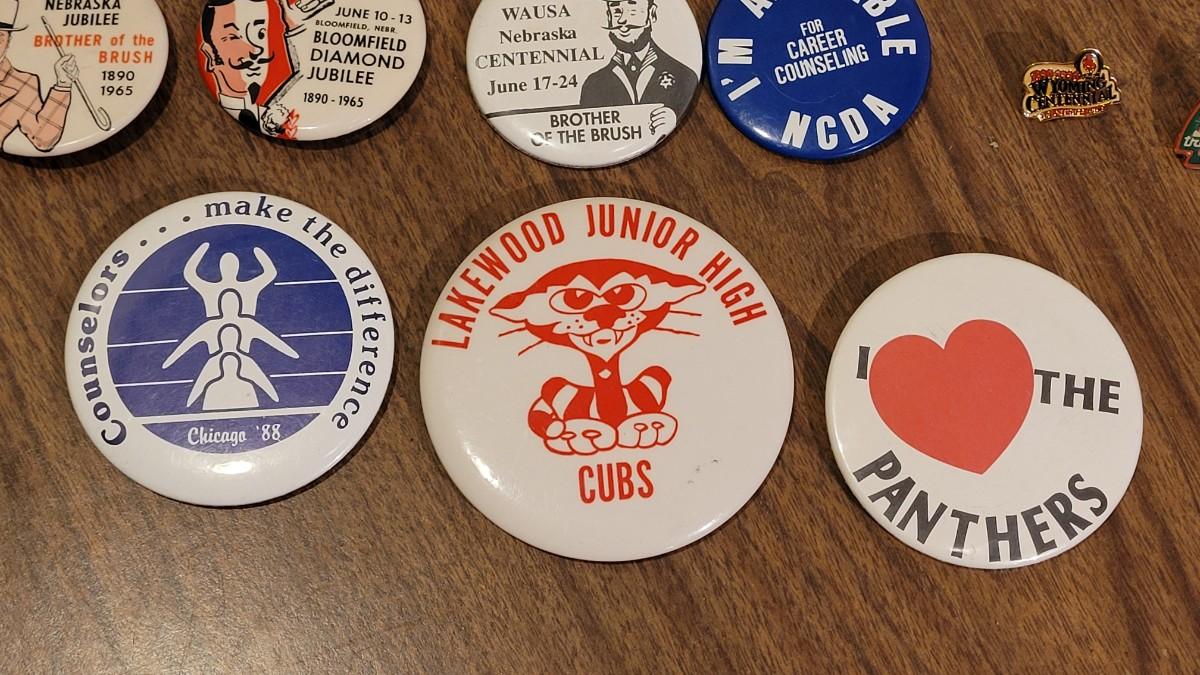 NEBRASKA
JUBILEE
BROTHER of the
BRUSH
1890
1965
JUNE 10-13
BLOOMFIELD, NEBR.
BLOOMFIELD
DIAMOND
JUBILEE
1890-1965
WAUSA
Nebraska
CENTENNIAL
June 17-24
BROTHER
OF THE BRUSH
I'M
FOR
CAREER
COUNSELING
NCDA
WYOMING
CENTENNIAL
Counselors . . . make the difference
Chicago '88
LAKEWOOD JUNIOR HIGH
CUBS
I THE
PANTHERS